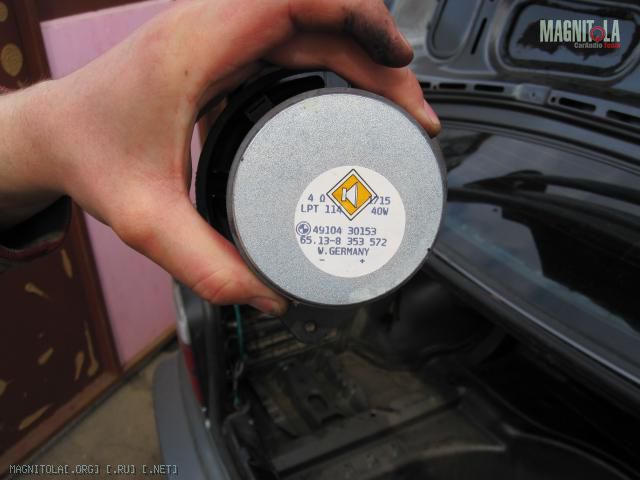 MAGNITOLA
CarAudio Team
4 Ω 1715
LPT 114 40W
49104 30153
65.13-8 353 572
W.GERMANY
- +
MAGNITOLA[.ORG] [.RU] [.NET]